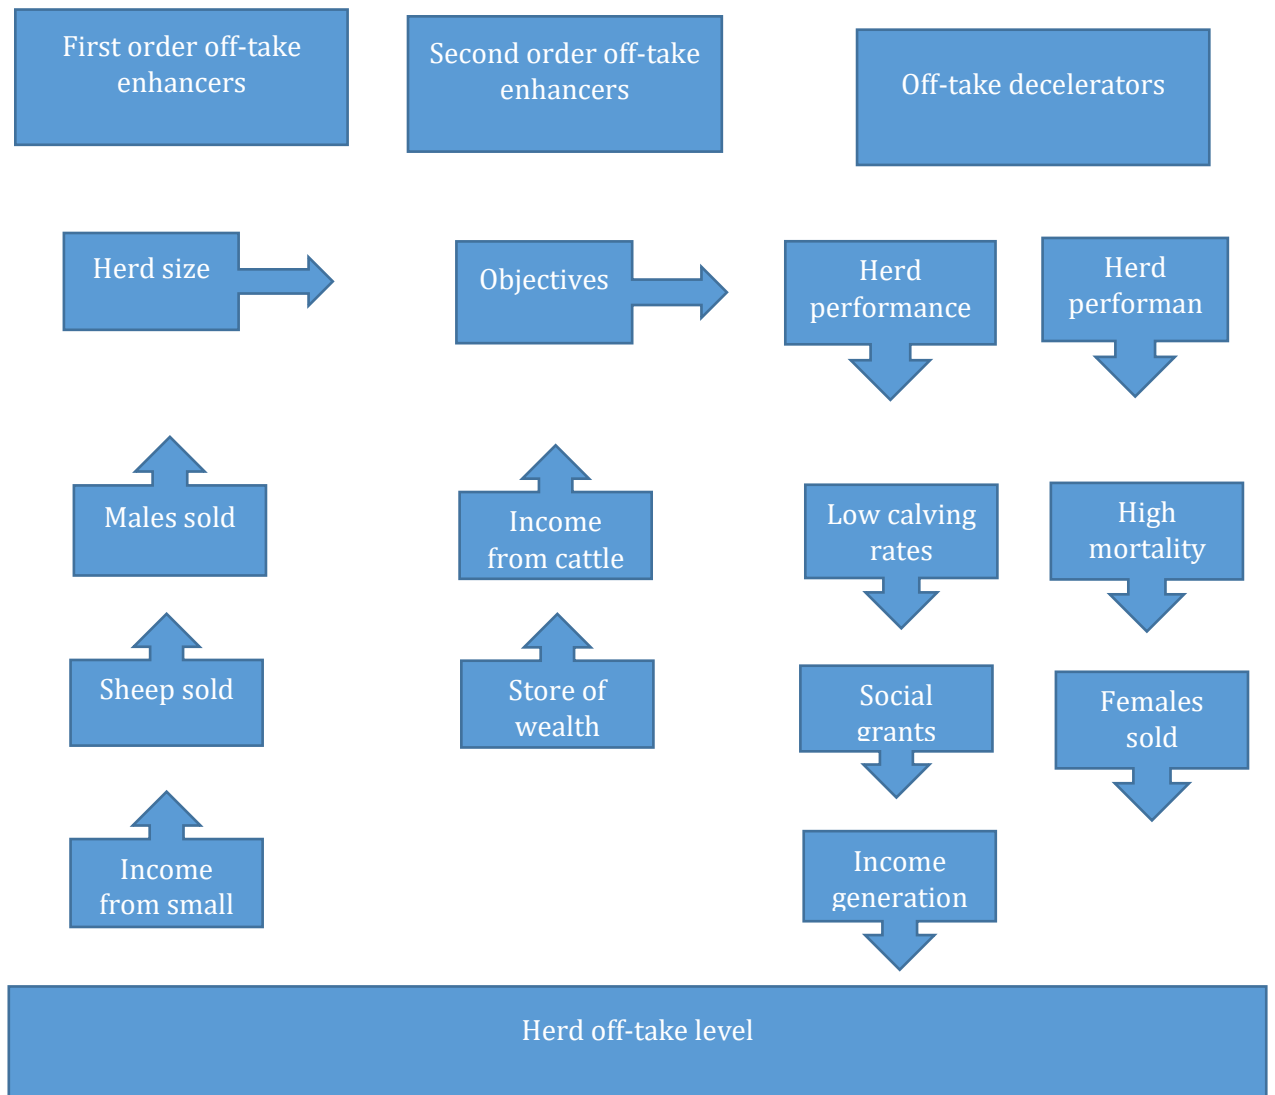 First order off-take
enhancers
Second order off-take
enhancers
Off-take decelerators
Herd size
Objectives
Herd
performance
Herd
performan
Males sold
Income
from cattle
Low calving
rates
High
mortality
Sheep sold
Store of
wealth
Social
grants
Females
sold
Income
from small
Income
generation
Herd off-take level